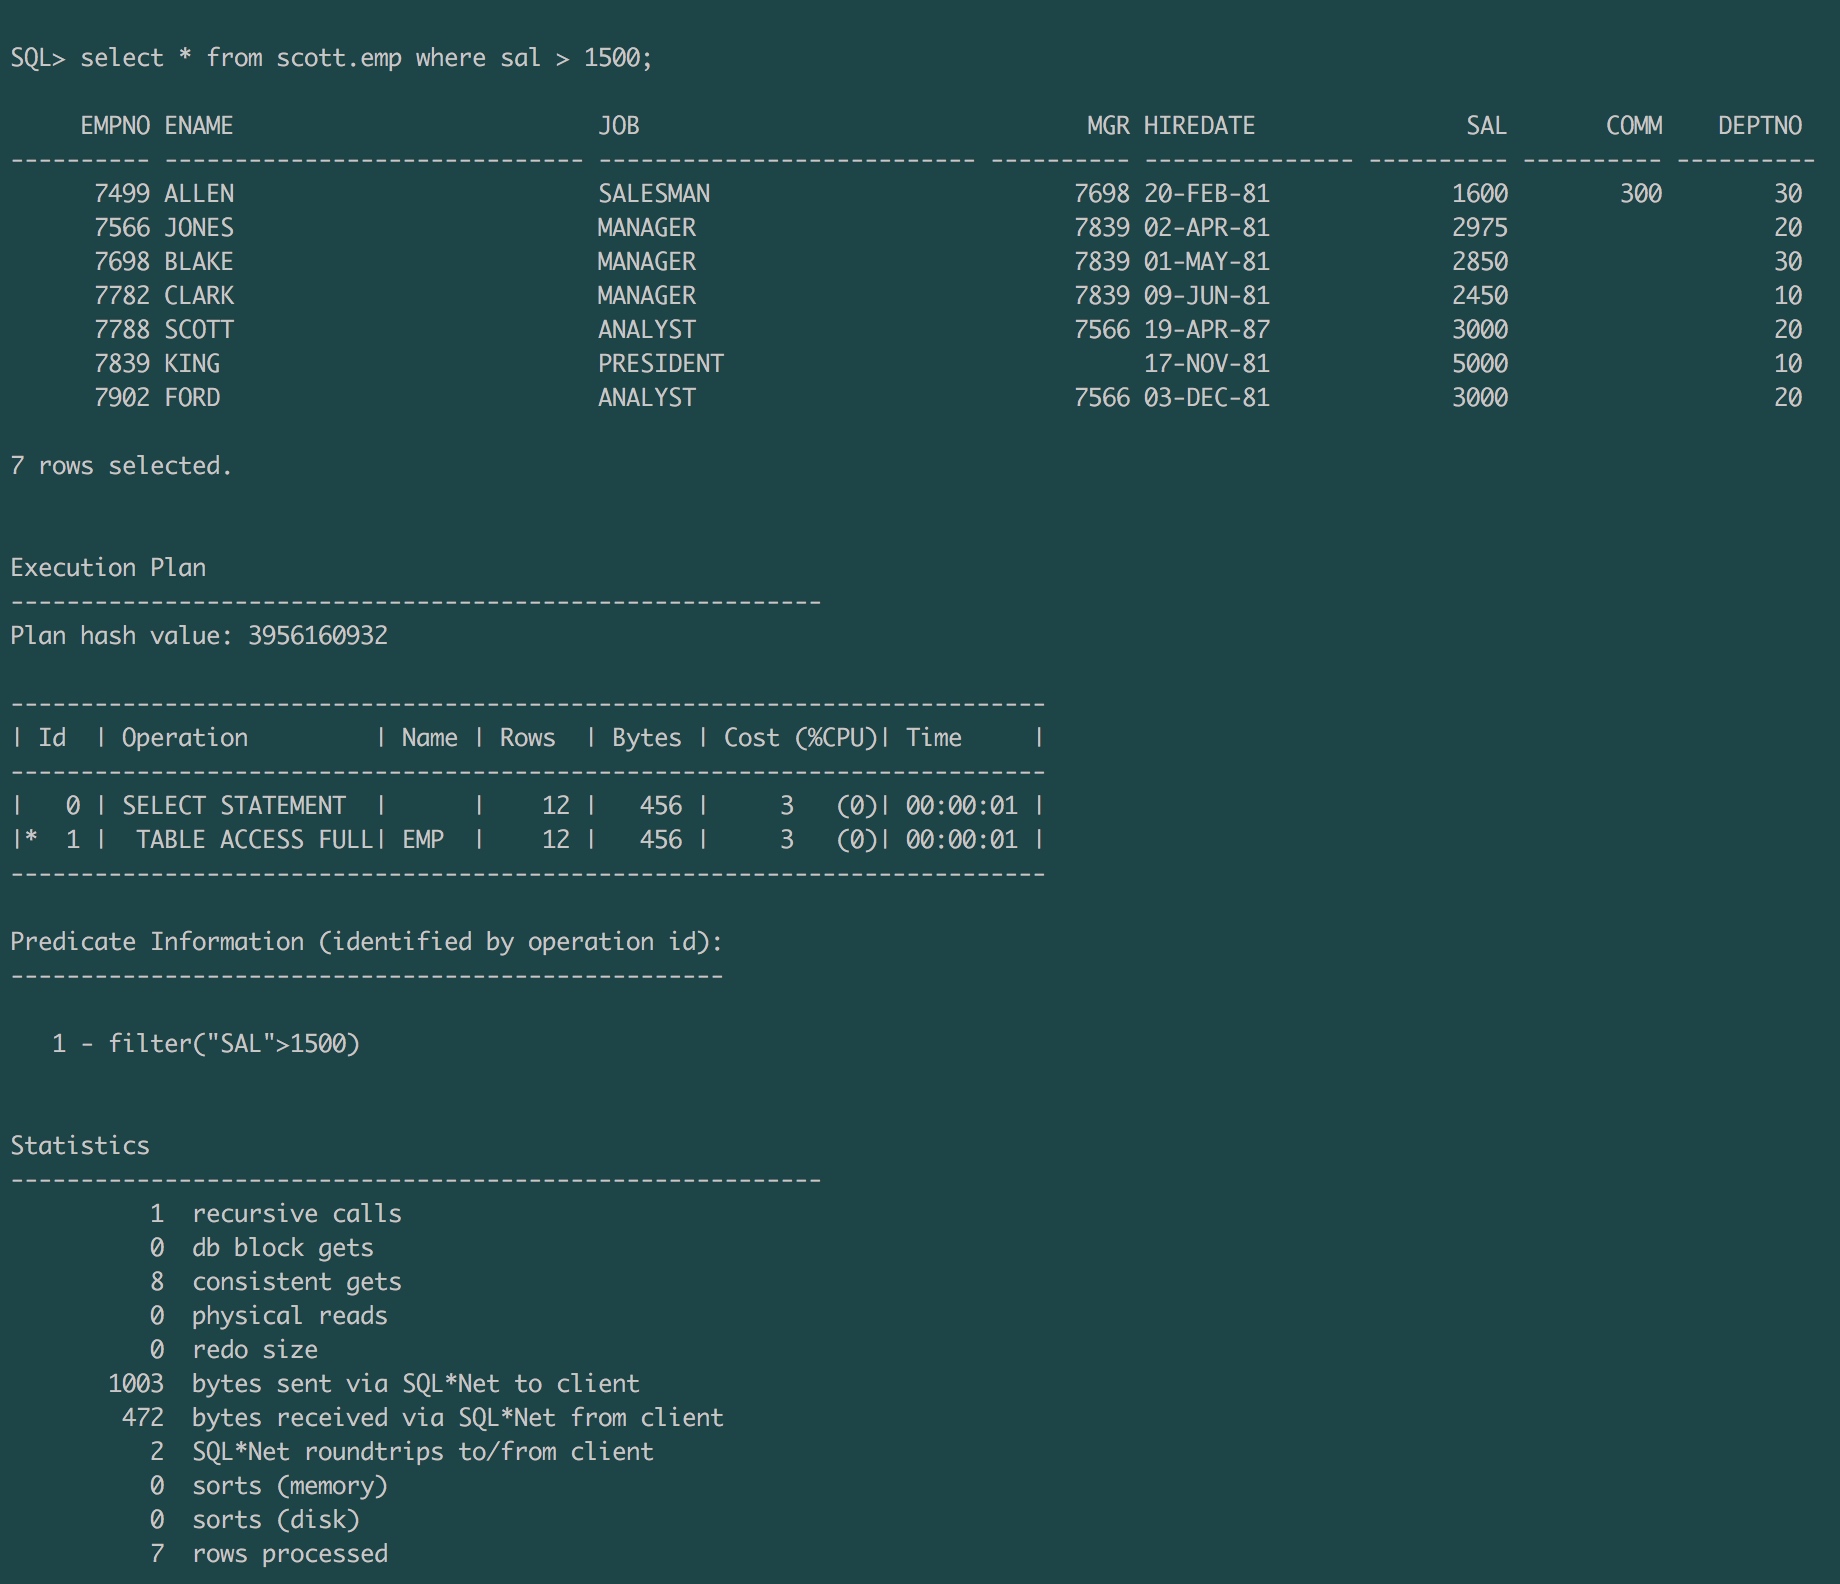 SQL> select * from scott.emp where sal > 1500;

     EMPNO ENAME                          JOB                                MGR HIREDATE               SAL       COMM    DEPTNO
---------- ------------------------------ --------------------------- ---------- --------------- ---------- ---------- ----------
      7499 ALLEN                          SALESMAN                          7698 20-FEB-81             1600        300        30
      7566 JONES                          MANAGER                           7839 02-APR-81             2975                   20
      7698 BLAKE                          MANAGER                           7839 01-MAY-81             2850                   30
      7782 CLARK                          MANAGER                           7839 09-JUN-81             2450                   10
      7788 SCOTT                          ANALYST                           7566 19-APR-87             3000                   20
      7839 KING                           PRESIDENT                              17-NOV-81             5000                   10
      7902 FORD                           ANALYST                           7566 03-DEC-81             3000                   20

7 rows selected.


Execution Plan
----------------------------------------------------------
Plan hash value: 3956160932

--------------------------------------------------------------------------
| Id  | Operation         | Name | Rows  | Bytes | Cost (%CPU)| Time     |
--------------------------------------------------------------------------
|   0 | SELECT STATEMENT  |      |    12 |   456 |     3   (0)| 00:00:01 |
|*  1 |  TABLE ACCESS FULL| EMP  |    12 |   456 |     3   (0)| 00:00:01 |
--------------------------------------------------------------------------

Predicate Information (identified by operation id):
---------------------------------------------------

   1 - filter("SAL">1500)


Statistics
----------------------------------------------------------
          1  recursive calls
          0  db block gets
          8  consistent gets
          0  physical reads
          0  redo size
       1003  bytes sent via SQL*Net to client
        472  bytes received via SQL*Net from client
          2  SQL*Net roundtrips to/from client
          0  sorts (memory)
          0  sorts (disk)
          7  rows processed